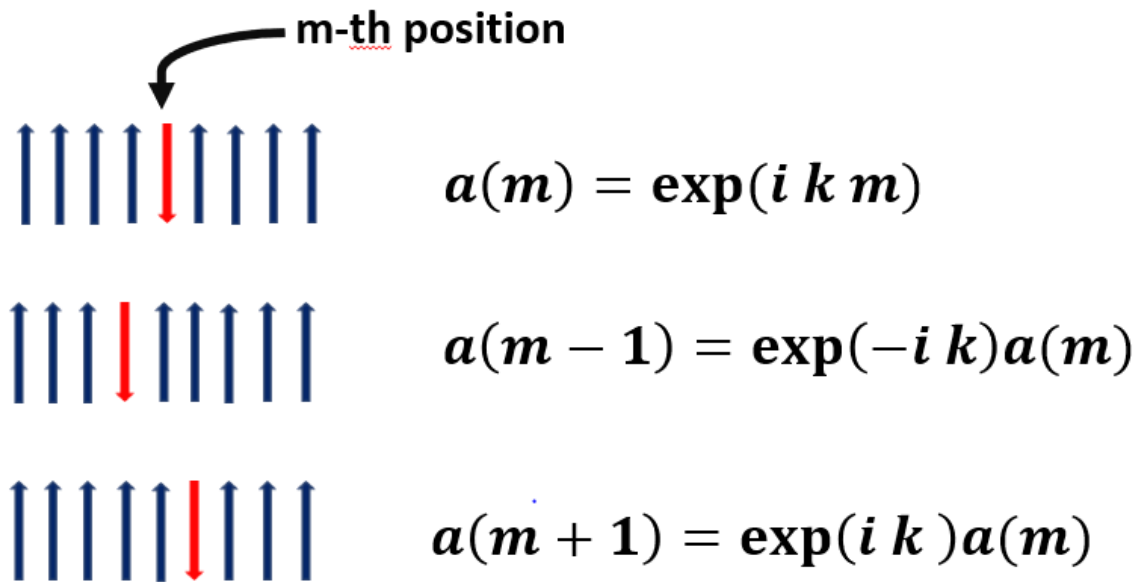 m-th position
a(m) = exp(i k m)
a(m − 1) = exp(−i k)a(m)
a(m + 1) = exp(i k )a(m)